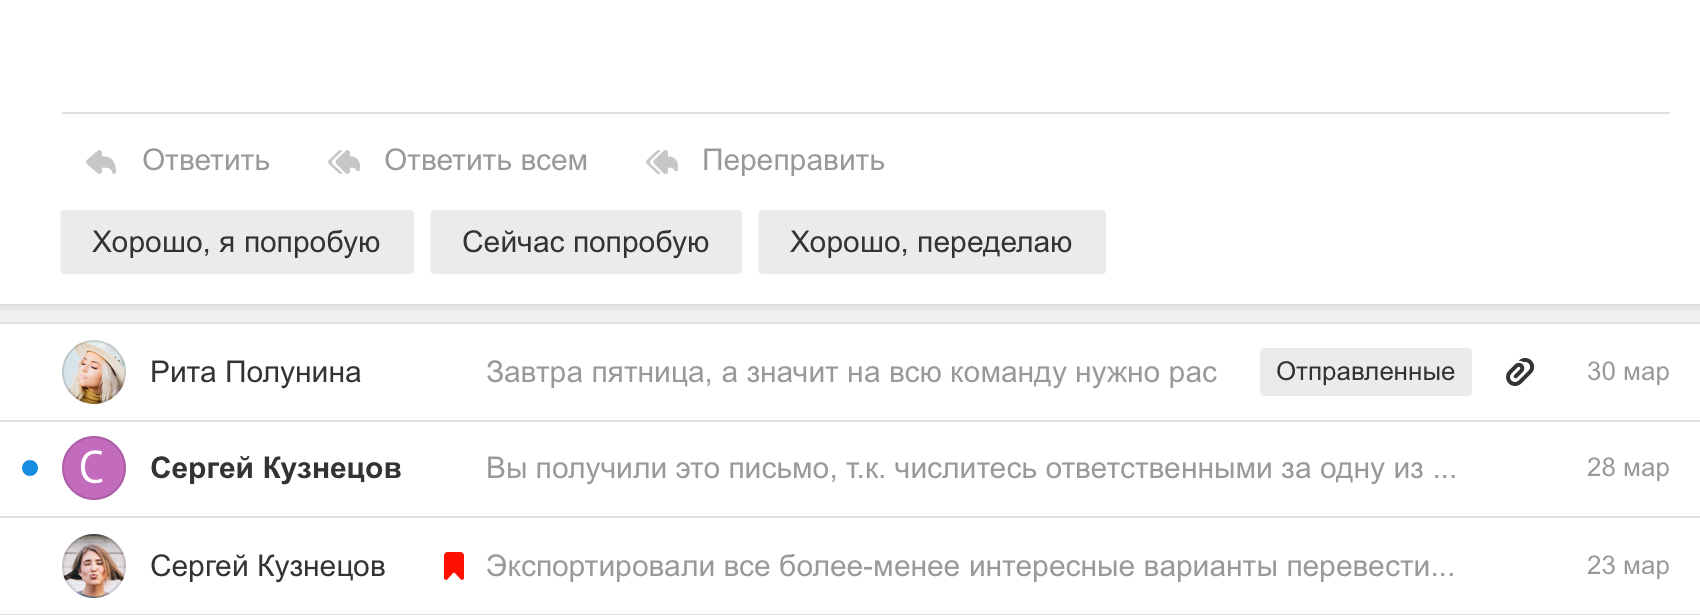 Ответить Ответить всем Переправить
Хорошо, я попробую Сейчас попробую Хорошо, переделаю
Рита Полунина Завтра пятница, а значит на всю команду нужно рас Отправленные 30 мар
С Сергей Кузнецов Вы получили это письмо, т.к. числитесь ответственными за одну из ... 28 мар
Сергей Кузнецов Экспортировали все более-менее интересные варианты перевести... 23 мар